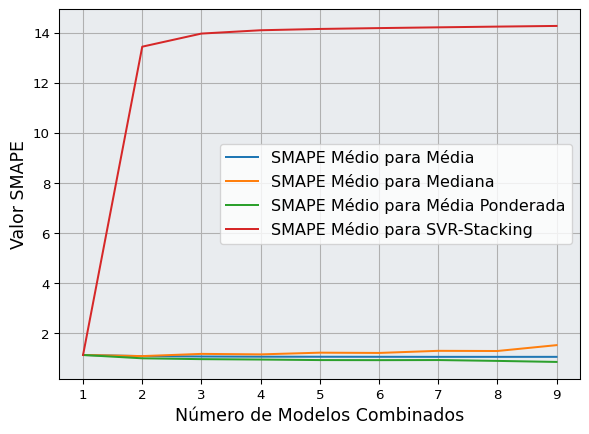 14
12
10
8
6
4
2
Valor SMAPE
SMAPE Médio para Média
SMAPE Médio para Mediana
SMAPE Médio para Média Ponderada
SMAPE Médio para SVR-Stacking
1 2 3 4 5 6 7 8 9
Número de Modelos Combinados